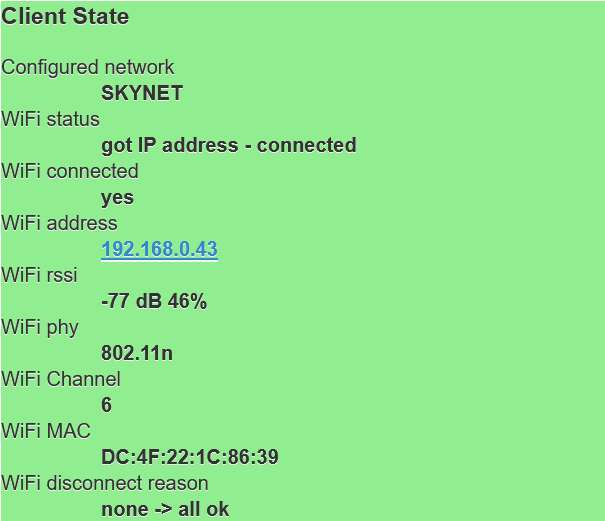 Client State
Configured network
SKYNET
WiFi status
got IP address - connected
WiFi connected
yes
WiFi address
192.168.0.43
WiFi rssi
-77 dB 46%
WiFi phy
802.11n
WiFi Channel
6
WiFi MAC
DC:4F:22:1C:86:39
WiFi disconnect reason
none -> all ok